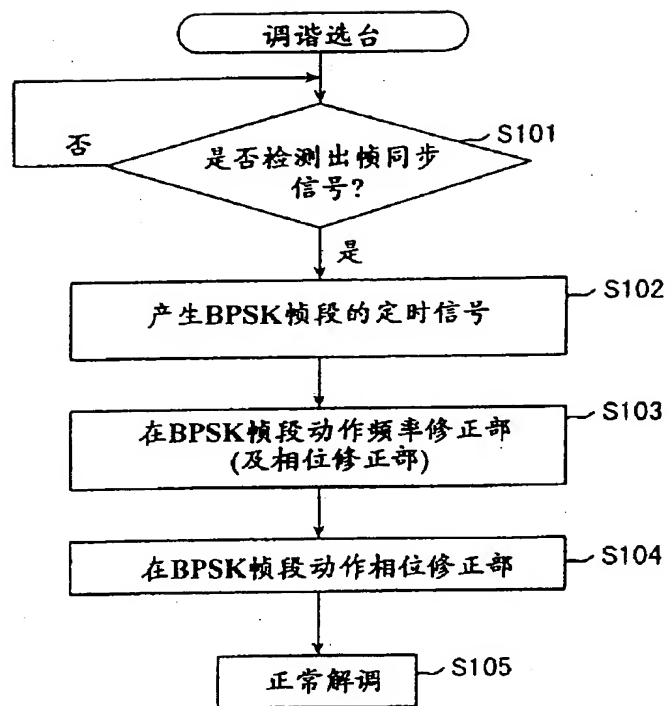 调谐选台
S101
否
是否检测出帧同步
信号?
是
S102
产生BPSK帧段的定时信号
S103
在BPSK帧段动作频率修正部
(及相位修正部)
S104
在BPSK帧段动作相位修正部
S105
正常解调